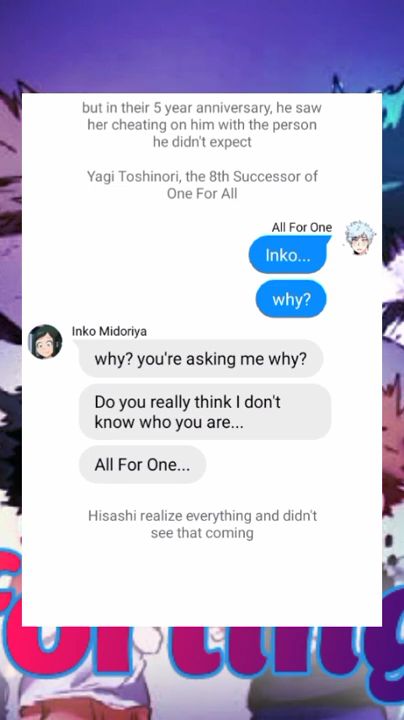 but in their 5 year anniversary, he saw
her cheating on him with the person
he didn't expect
Yagi Toshinori, the 8th Successor of
One For All
All For One
Inko...
why?
Inko Midoriya
why? you're asking me why?
Do you really think I don't
know who you are...
All For One...
Hisashi realize everything and didn't
see that coming